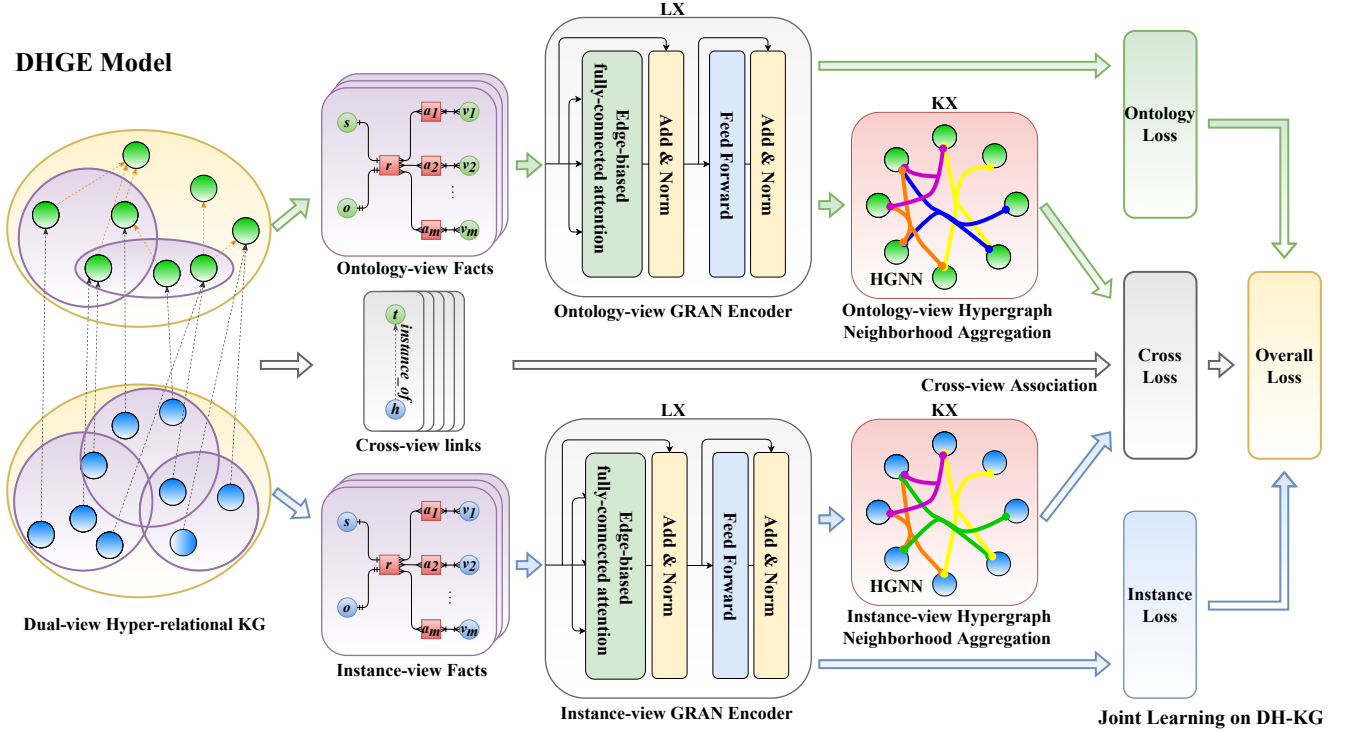 DHGE Model
Dual-view Hyper-relational KG
s
r
o
a1
v1
a2
v2
...
am
vm
Ontology-view Facts
t
instance_of
h
Cross-view links
s
r
o
a1
v1
a2
v2
...
am
vm
Instance-view Facts
LX
Edge-biased
fully-connected attention
Add & Norm
Feed Forward
Add & Norm
Ontology-view GRAN Encoder
KX
HGNN
Ontology-view Hypergraph
Neighborhood Aggregation
Cross-view Association
LX
Edge-biased
fully-connected attention
Add & Norm
Feed Forward
Add & Norm
Instance-view GRAN Encoder
KX
HGNN
Instance-view Hypergraph
Neighborhood Aggregation
Ontology
Loss
Cross
Loss
Overall
Loss
Instance
Loss
Joint Learning on DH-KG